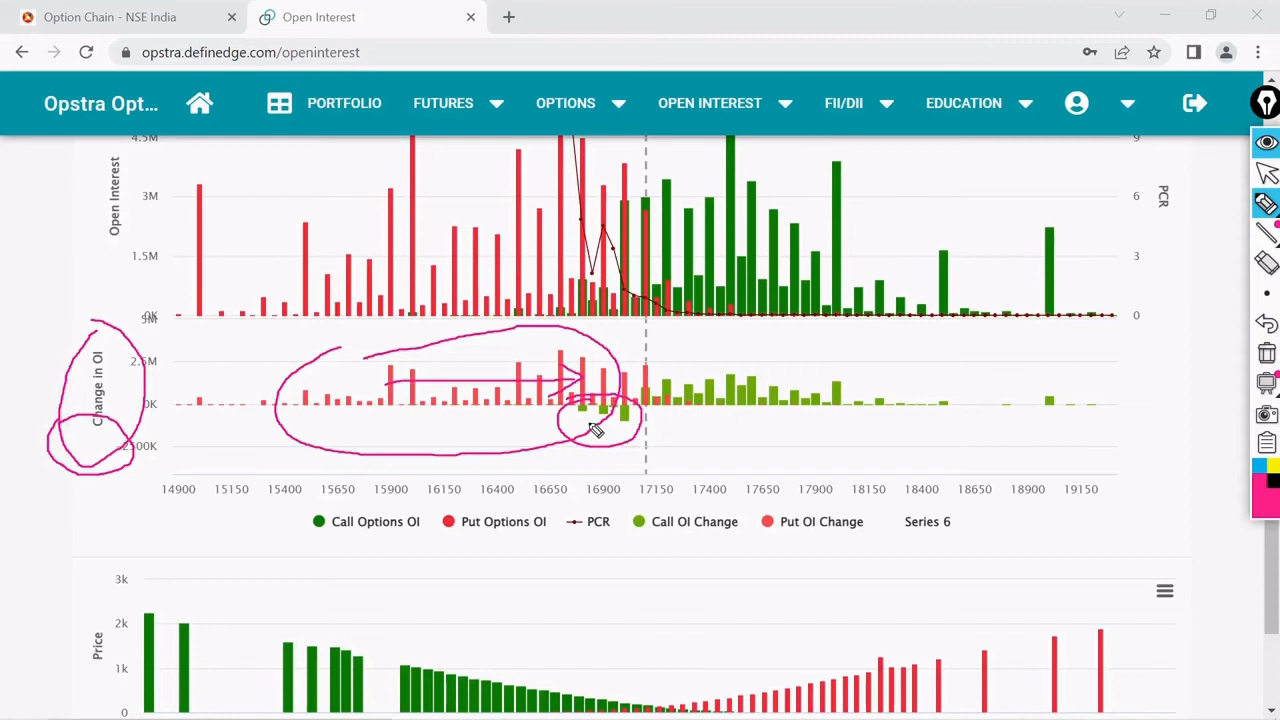 Option Chain - NSE India
Open Interest
opstra.definedge.com/openinterest
Opstra Opt...
PORTFOLIO
FUTURES
OPTIONS
OPEN INTEREST
FII/DII
EDUCATION
4.5M 9
3M 6
1.5M 3
0K 0
Open Interest
PCR
5M
2.5M
0K
-2500K
Change in OI
14900 15150 15400 15650 15900 16150 16400 16650 16900 17150 17400 17650 17900 18150 18400 18650 18900 19150
Call Options OI Put Options OI PCR Call OI Change Put OI Change Series 6
3k
2k
1k
0
Price